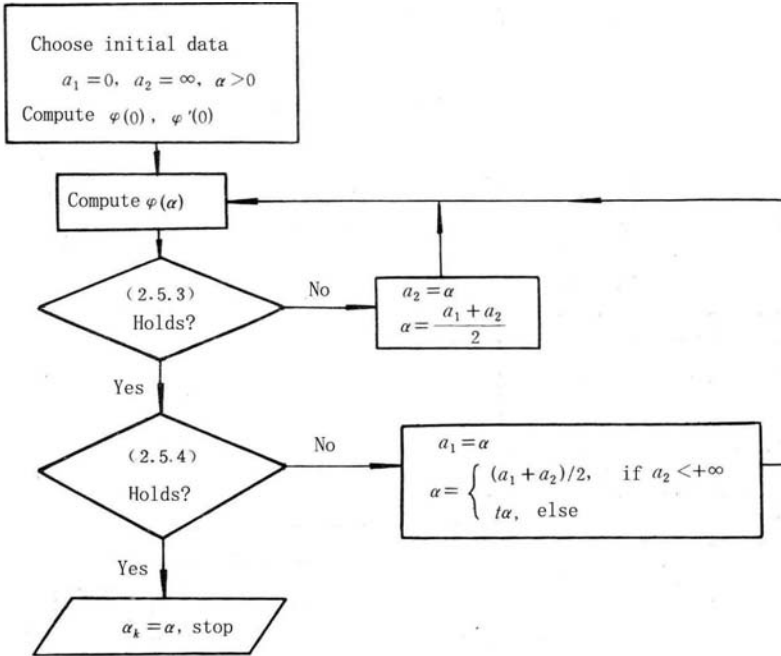 Choose initial data
a₁=0, a₂=∞, α>0
Compute φ(0), φ′(0)
Compute φ(α)
(2.5.3)
Holds?
No
a₂=α
α=(a₁+a₂)/2
Yes
(2.5.4)
Holds?
No
a₁=α
α={ (a₁+a₂)/2, if a₂<+∞
tα, else
Yes
αₖ=α, stop